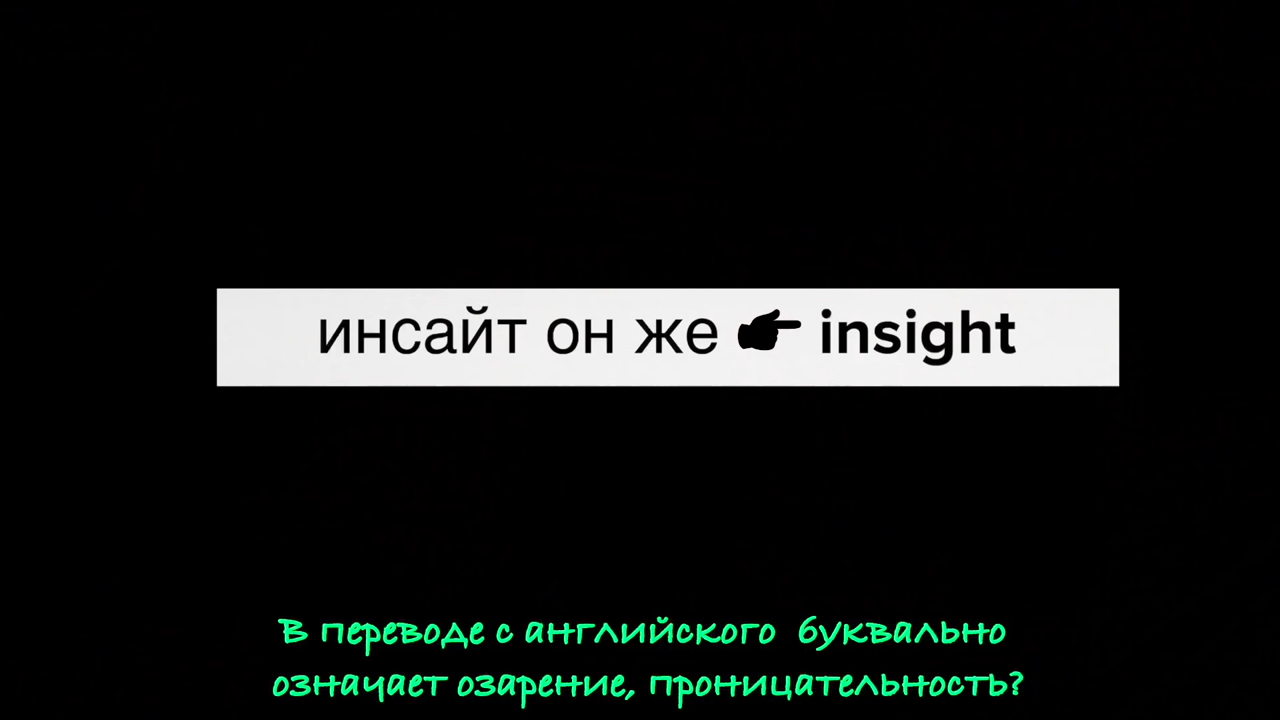 инсайт он же 👉 insight
В переводе с английского буквально
означает озарение, проницательность?